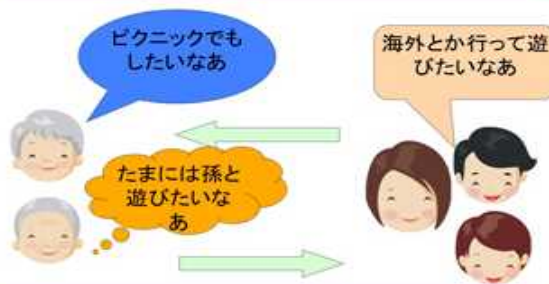 ピクニックでも
したいなあ
海外とか行って遊
びたいなあ
たまには孫と
遊びたいな
あ